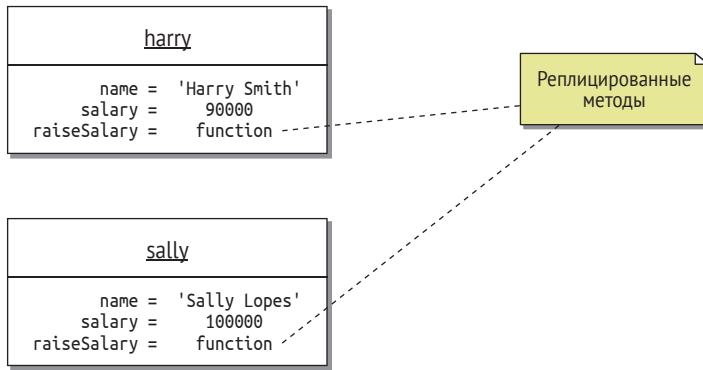 harry
name = 'Harry Smith'
salary = 90000
raiseSalary = function
Реплицированные
методы
sally
name = 'Sally Lopes'
salary = 100000
raiseSalary = function